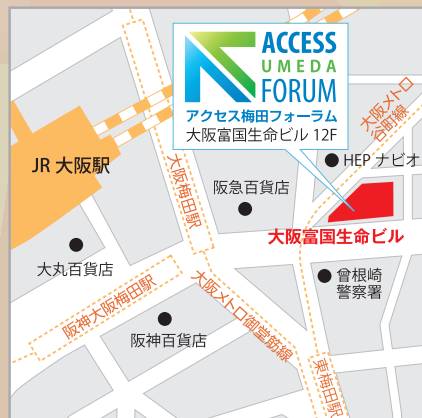 ACCESS
UMEDA
FORUM
アクセス梅田フォーラム
大阪富国生命ビル 12F
大阪メトロ
谷町線
JR 大阪駅
HEP ナビオ
大阪梅田駅
阪急百貨店
大阪富国生命ビル
大丸百貨店
曾根崎
警察署
阪神大阪梅田駅
大阪メトロ御堂筋線
阪神百貨店
東梅田駅